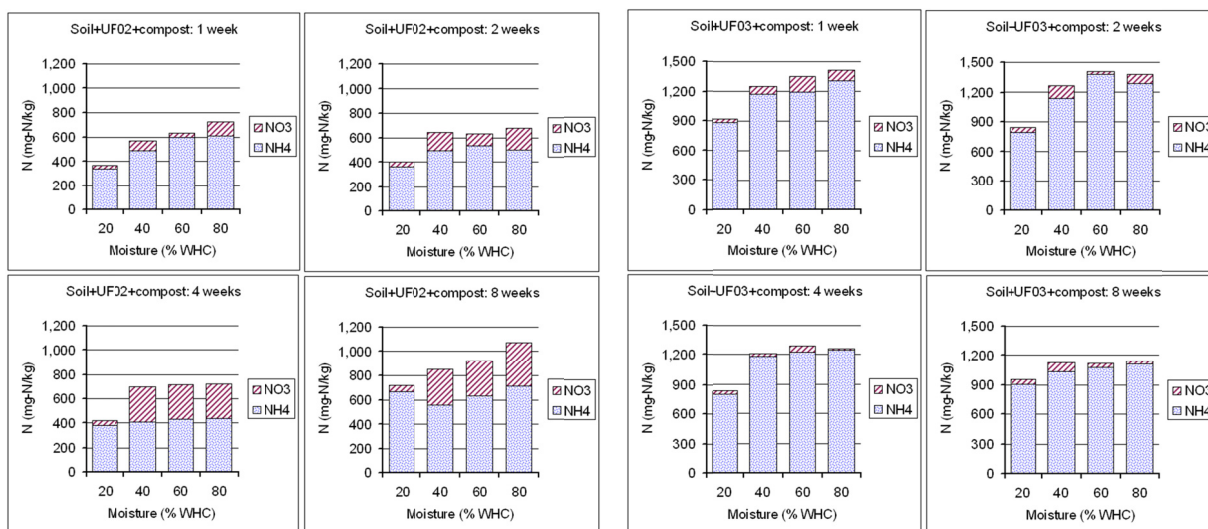 Soil+UF02+compost: 1 week
1,200
1,000
800
600
400
200
0
N (mg-N/kg)
20 40 60 80
Moisture (% WHC)
NO3
NH4
Soil+UF02+compost: 2 weeks
1,200
1,000
800
600
400
200
0
N (mg-N/kg)
20 40 60 80
Moisture (% WHC)
NO3
NH4
Soil+UF03+compost: 1 week
1,500
1,200
900
600
300
0
N (mg-N/kg)
20 40 60 80
Moisture (% WHC)
NO3
NH4
Soil-UF03+compost: 2 weeks
1,500
1,200
900
600
300
0
N (mg-N/kg)
20 40 60 80
Moisture (% WHC)
NO3
NH4
Soil+UF02+compost: 4 weeks
1,200
1,000
800
600
400
200
0
N (mg-N/kg)
20 40 60 80
Moisture (% WHC)
NO3
NH4
Soil+UF02+compost: 8 weeks
1,200
1,000
800
600
400
200
0
N (mg-N/kg)
20 40 60 80
Moisture (% WHC)
NO3
NH4
Soil-UF03+compost: 4 weeks
1,500
1,200
900
600
300
0
N (mg-N/kg)
20 40 60 80
Moisture (% WHC)
NO3
NH4
Soil-UF03+compost: 8 weeks
1,500
1,200
900
600
300
0
N (mg-N/kg)
20 40 60 80
Moisture (% WHC)
NO3
NH4